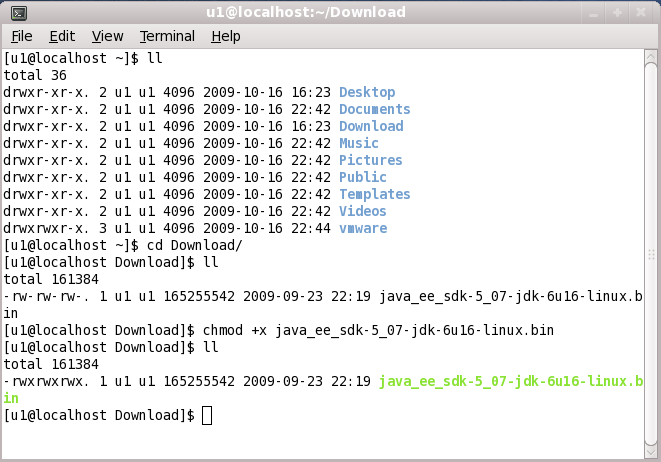 u1@localhost:~/Download
File Edit View Terminal Help
[u1@localhost ~]$ ll
total 36
drwxr-xr-x. 2 u1 u1 4096 2009-10-16 16:23 Desktop
drwxr-xr-x. 2 u1 u1 4096 2009-10-16 22:42 Documents
drwxr-xr-x. 2 u1 u1 4096 2009-10-16 16:23 Download
drwxr-xr-x. 2 u1 u1 4096 2009-10-16 22:42 Music
drwxr-xr-x. 2 u1 u1 4096 2009-10-16 22:42 Pictures
drwxr-xr-x. 2 u1 u1 4096 2009-10-16 22:42 Public
drwxr-xr-x. 2 u1 u1 4096 2009-10-16 22:42 Templates
drwxr-xr-x. 2 u1 u1 4096 2009-10-16 22:42 Videos
drwxrwxr-x. 3 u1 u1 4096 2009-10-16 22:44 vmware
[u1@localhost ~]$ cd Download/
[u1@localhost Download]$ ll
total 161384
-rw-rw-rw-. 1 u1 u1 165255542 2009-09-23 22:19 java_ee_sdk-5_07-jdk-6u16-linux.b
in
[u1@localhost Download]$ chmod +x java_ee_sdk-5_07-jdk-6u16-linux.bin
[u1@localhost Download]$ ll
total 161384
-rwxrwxrwx. 1 u1 u1 165255542 2009-09-23 22:19 java_ee_sdk-5_07-jdk-6u16-linux.b
in
[u1@localhost Download]$